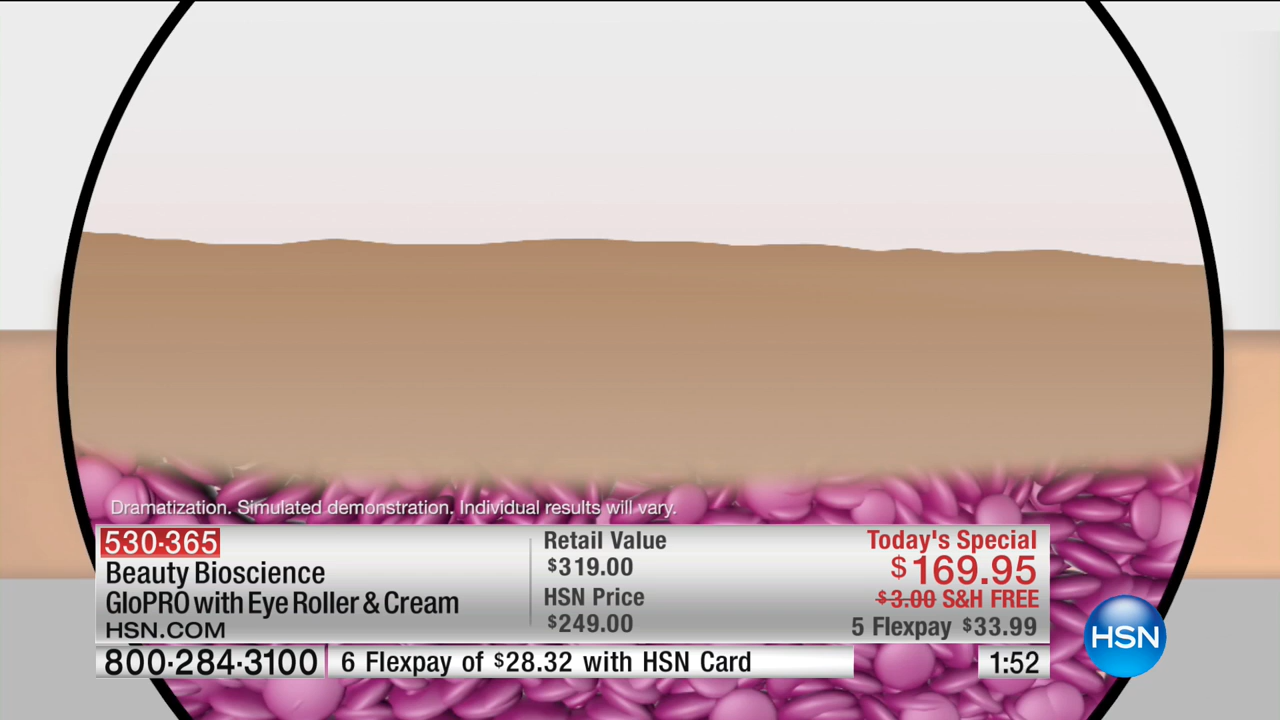 Dramatization. Simulated demonstration. Individual results will vary.
530-365
Beauty Bioscience
GloPRO with Eye Roller & Cream
HSN.COM
Retail Value
$319.00
HSN Price
$249.00
Today's Special
$169.95
$3.00 S&H FREE
5 Flexpay $33.99
800-284-3100
6 Flexpay of $28.32 with HSN Card
1:52
HSN